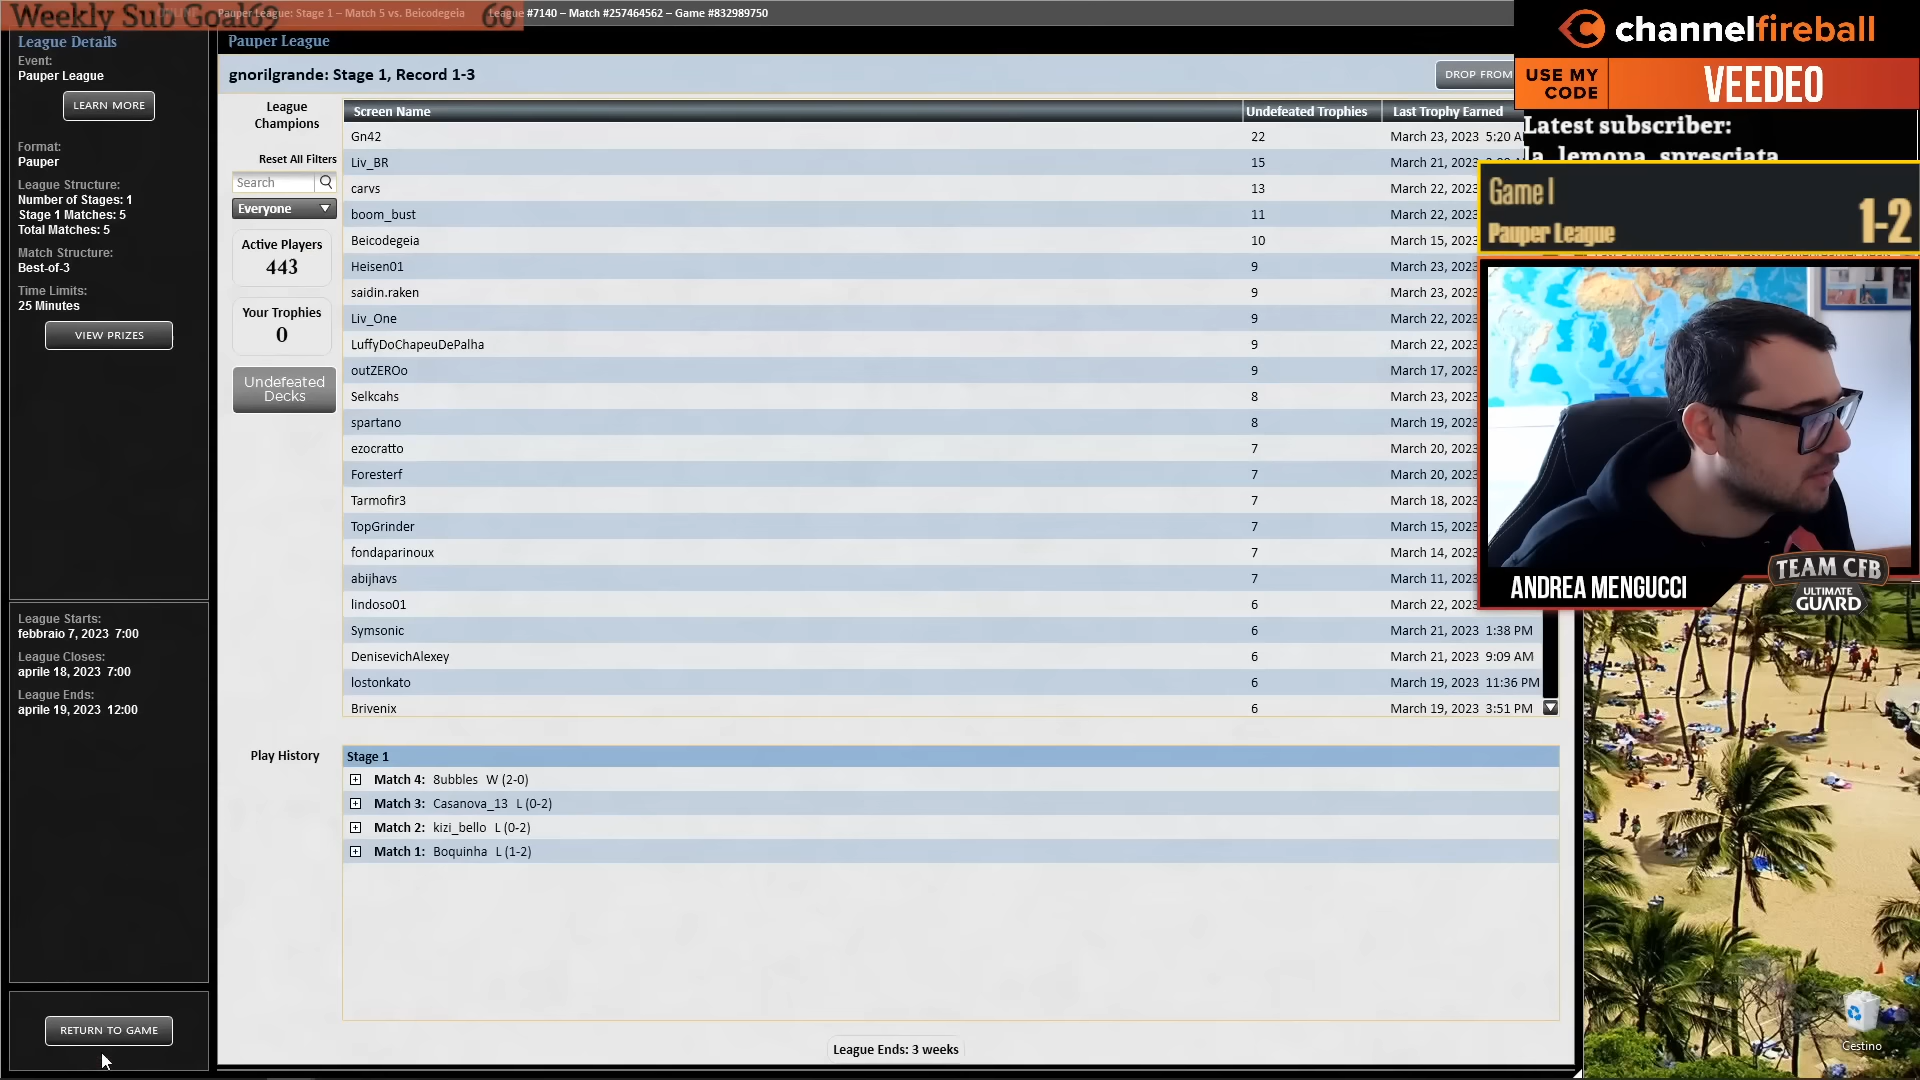 Weekly Sub Goal69 60
Pauper League: Stage 1 – Match 5 vs. Beicodegeia League #7140 – Match #257464562 – Game #832989750
League Details
Event:
Pauper League
LEARN MORE
Format:
Pauper
League Structure:
Number of Stages: 1
Stage 1 Matches: 5
Total Matches: 5
Match Structure:
Best-of-3
Time Limits:
25 Minutes
VIEW PRIZES
League Starts:
febbraio 7, 2023 7:00
League Closes:
aprile 18, 2023 7:00
League Ends:
aprile 19, 2023 12:00
RETURN TO GAME
Pauper League
gnorilgrande: Stage 1, Record 1-3
DROP FROM
League
Champions
Reset All Filters
Search
Everyone
Active Players
443
Your Trophies
0
Undefeated
Decks
Screen Name Undefeated Trophies Last Trophy Earned
Gn42 22 March 23, 2023 5:20 A
Liv_BR 15 March 21, 2023
carvs 13 March 22, 2023
boom_bust 11 March 22, 2023
Beicodegeia 10 March 15, 2023
Heisen01 9 March 23, 2023
saidin.raken 9 March 23, 2023
Liv_One 9 March 22, 2023
LuffyDoChapeuDePalha 9 March 22, 2023
outZEROo 9 March 17, 2023
Selkcahs 8 March 23, 2023
spartano 8 March 19, 2023
ezocratto 7 March 20, 2023
Foresterf 7 March 20, 2023
Tarmofir3 7 March 18, 2023
TopGrinder 7 March 15, 2023
fondaparinoux 7 March 14, 2023
abijhavs 7 March 11, 2023
lindoso01 6 March 22, 2023
Symsonic 6 March 21, 2023 1:38 PM
DenisevichAlexey 6 March 21, 2023 9:09 AM
lostonkato 6 March 19, 2023 11:36 PM
Brivenix 6 March 19, 2023 3:51 PM
Play History
Stage 1
Match 4: 8ubbles W (2-0)
Match 3: Casanova_13 L (0-2)
Match 2: kizi_bello L (0-2)
Match 1: Boquinha L (1-2)
League Ends: 3 weeks
channelfireball
USE MY
CODE
VEEDEO
Latest subscriber:
la_lemona_spresciata
Game I
Pauper League
1-2
ANDREA MENGUCCI
TEAM CFB
ULTIMATE
GUARD
Cestino